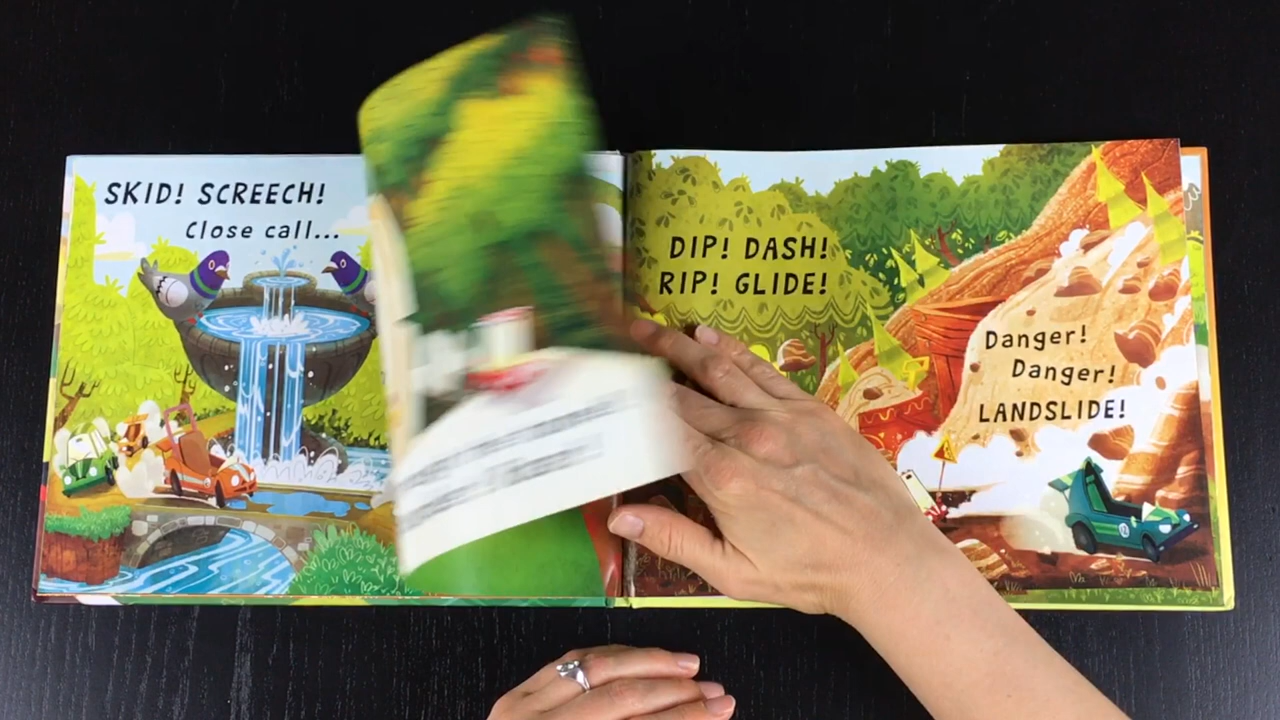 SKID! SCREECH!
Close call...
DIP! DASH!
RIP! GLIDE!
Danger!
Danger!
LANDSLIDE!